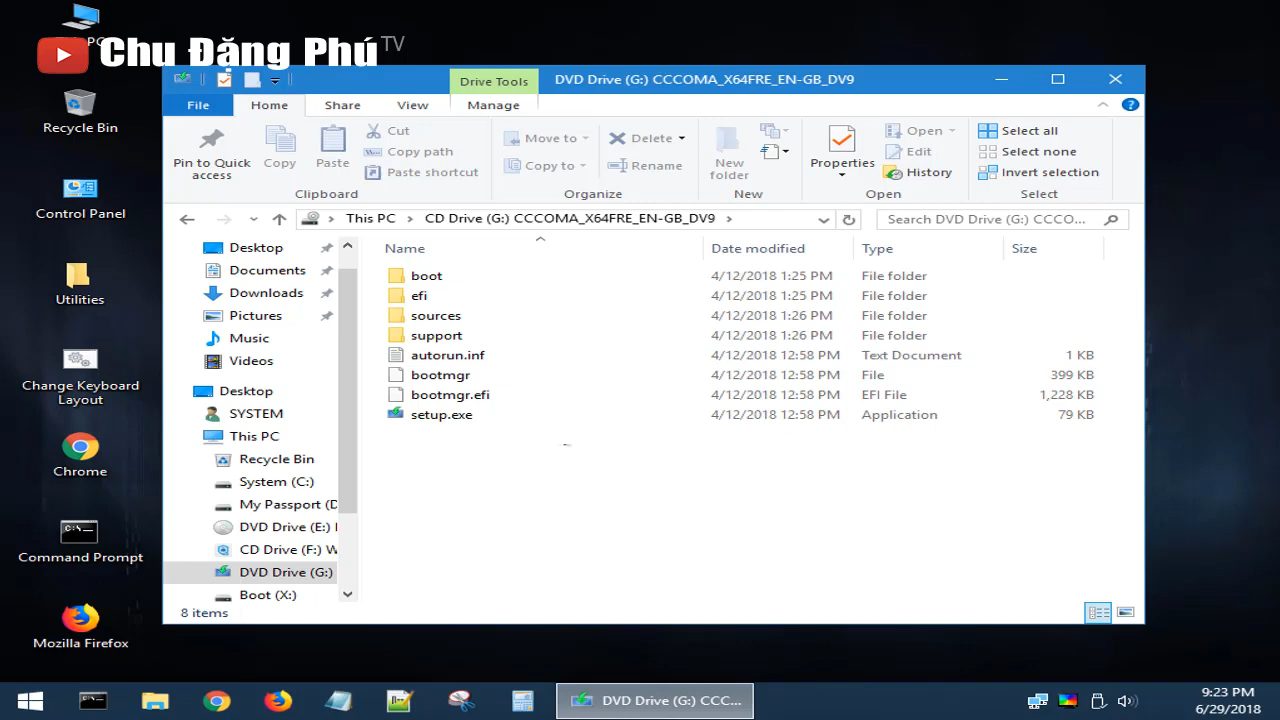 Chu Đăng Phú TV
Drive Tools
DVD Drive (G:) CCCOMA_X64FRE_EN-GB_DV9
File
Home
Share
View
Manage
Pin to Quick access
Copy
Paste
Cut
Copy path
Paste shortcut
Clipboard
Move to
Copy to
Delete
Rename
Organize
New folder
New
Properties
Open
Edit
History
Open
Select all
Select none
Invert selection
Select
This PC > CD Drive (G:) CCCOMA_X64FRE_EN-GB_DV9 >
Search DVD Drive (G:) CCCO...
Name Date modified Type Size
boot 4/12/2018 1:25 PM File folder
efi 4/12/2018 1:25 PM File folder
sources 4/12/2018 1:26 PM File folder
support 4/12/2018 1:26 PM File folder
autorun.inf 4/12/2018 12:58 PM Text Document 1 KB
bootmgr 4/12/2018 12:58 PM File 399 KB
bootmgr.efi 4/12/2018 12:58 PM EFI File 1,228 KB
setup.exe 4/12/2018 12:58 PM Application 79 KB
Desktop
Documents
Downloads
Pictures
Music
Videos
Desktop
SYSTEM
This PC
Recycle Bin
System (C:)
My Passport (D
DVD Drive (E:)
CD Drive (F:) W
DVD Drive (G:)
Boot (X:)
8 items
Recycle Bin
Control Panel
Utilities
Change Keyboard
Layout
Chrome
Command Prompt
Mozilla Firefox
DVD Drive (G:) CCC...
9:23 PM
6/29/2018